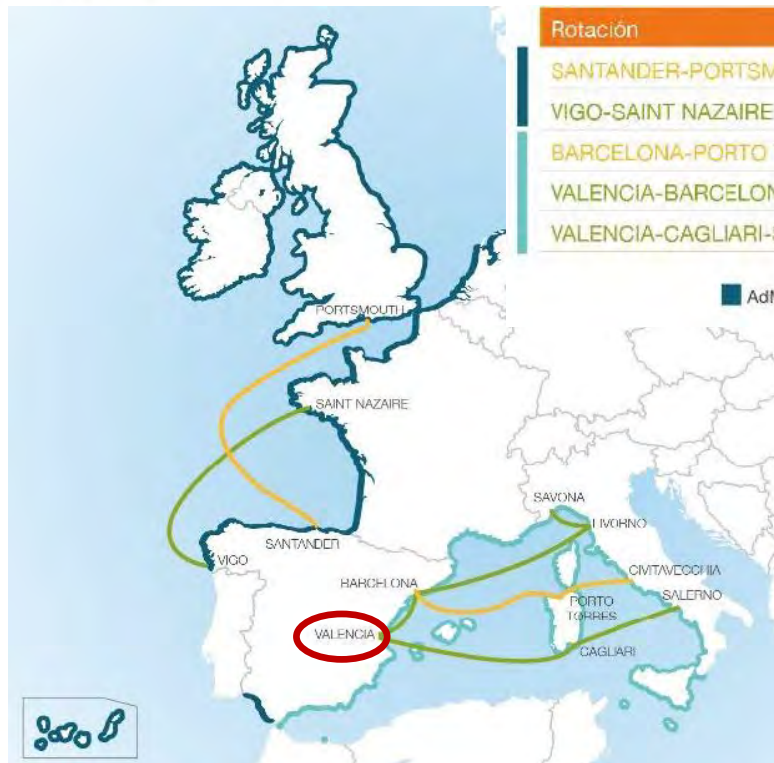 Rotación
SANTANDER-PORTSM
VIGO-SAINT NAZAIRE
BARCELONA-PORTO
VALENCIA-BARCELON
VALENCIA-CAGLIARI-
AdM
PORTSMOUTH
SAINT NAZAIRE
SAVONA
LIVORNO
SANTANDER
VIGO
BARCELONA
CIVITAVECCHIA
SALERNO
PORTO
TORRES
VALENCIA
CAGLIARI